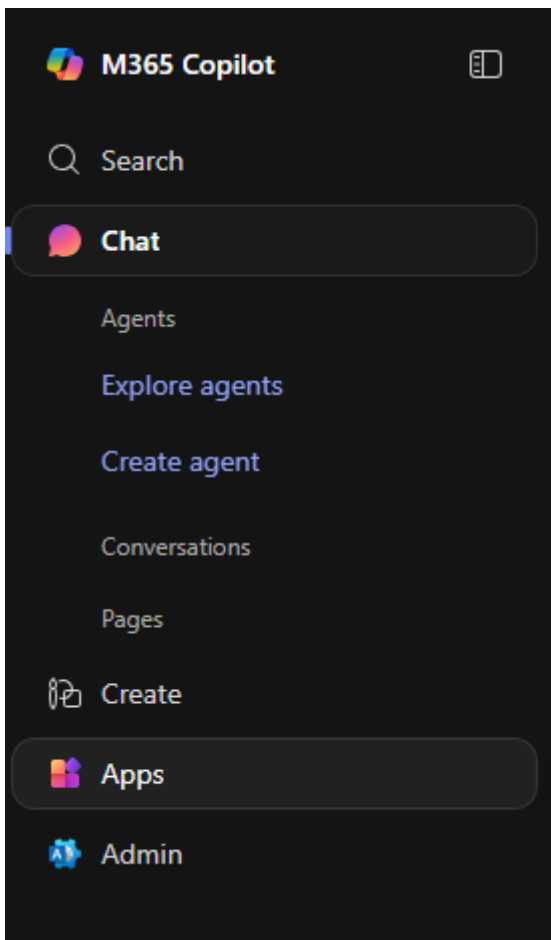 M365 Copilot
Search
Chat
Agents
Explore agents
Create agent
Conversations
Pages
Create
Apps
Admin